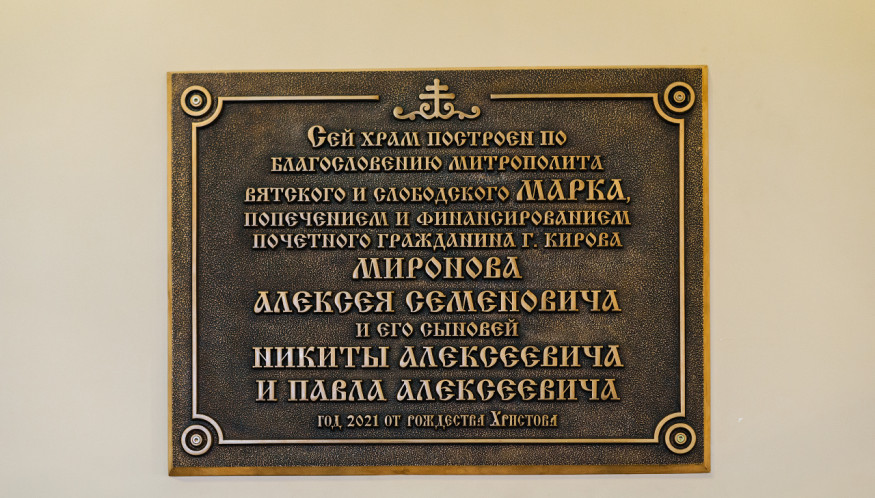 Сей храм построен по
благословению митрополита
вятского и слободского МАРКА,
попечением и финансированием
почетного гражданина г. Кирова
МИРОНОВА
АЛЕКСЕЯ СЕМЕНОВИЧА
и его сыновей
НИКИТЫ АЛЕКСЕЕВИЧА
И ПАВЛА АЛЕКСЕЕВИЧА
год 2021 от рождества Христова